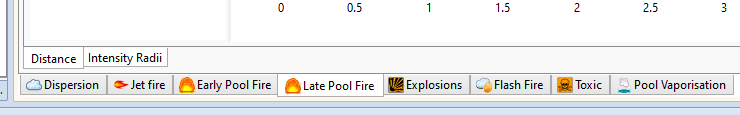 0 0.5 1 1.5 2 2.5 3
Distance Intensity Radii
Dispersion Jet fire Early Pool Fire Late Pool Fire Explosions Flash Fire Toxic Pool Vaporisation